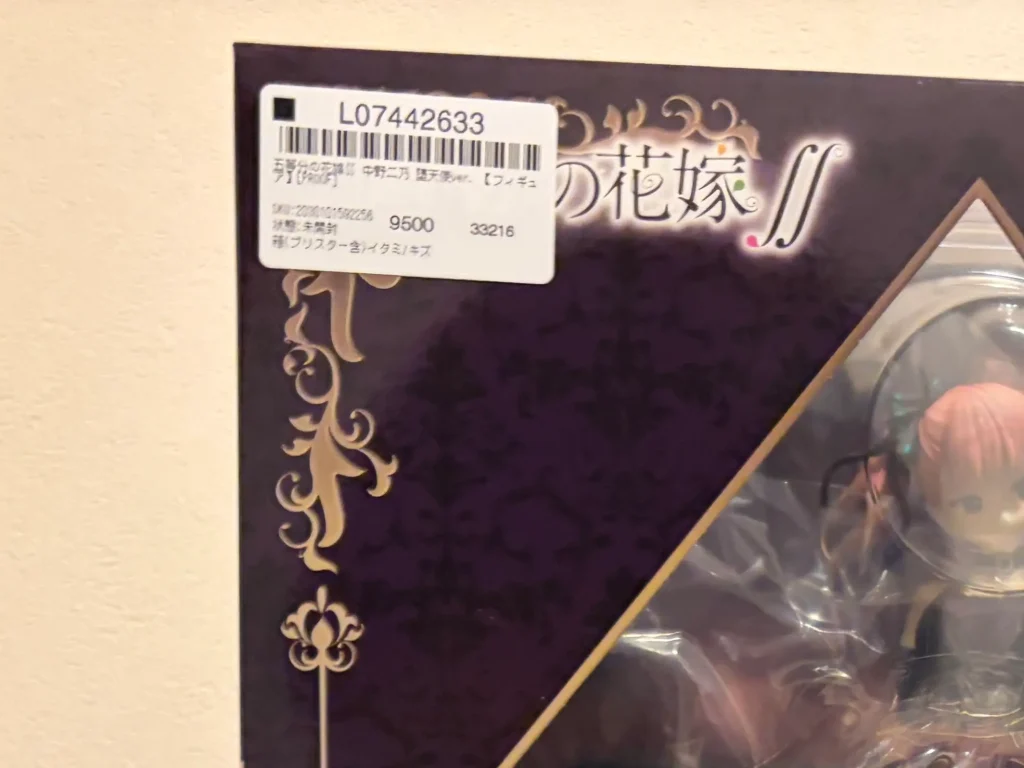 L07442633
五等分の花嫁∬ 中野二乃 堕天使ver. 【フィギュ
ア】[PROOF]
SKU:2030101592256
9500
33216
状態:未開封
箱(ブリスター含)イタミ/キズ
の花嫁∬